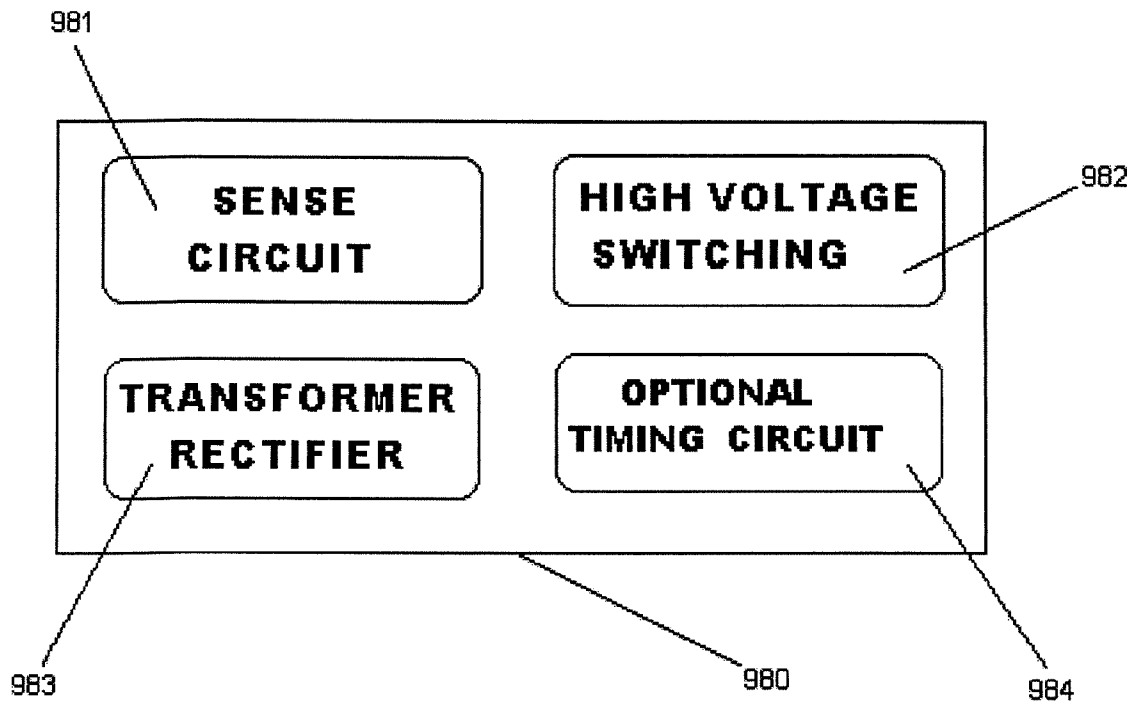 981
SENSE
CIRCUIT
HIGH VOLTAGE
SWITCHING
982
TRANSFORMER
RECTIFIER
OPTIONAL
TIMING CIRCUIT
983
980
984